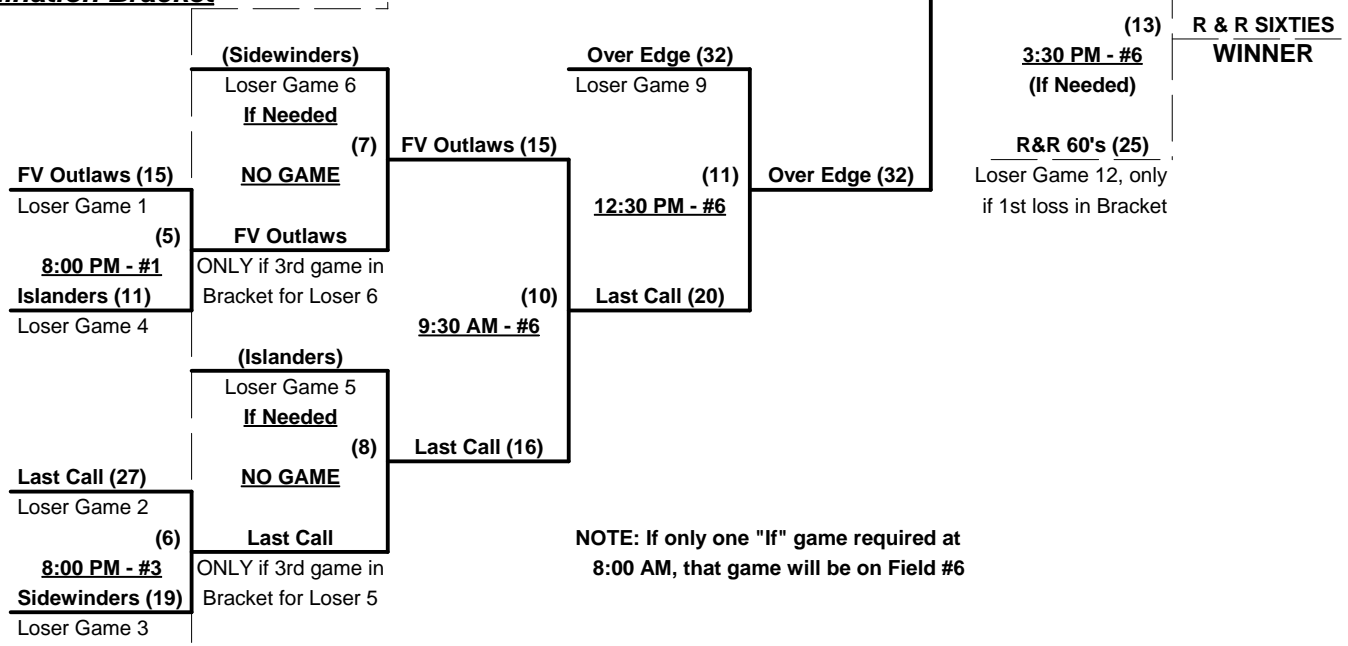 mination Bracket
(13) R & R SIXTIES
(Sidewinders) Over Edge (32) 3:30 PM - #6 WINNER
Loser Game 6 Loser Game 9 (If Needed)
If Needed
(7) FV Outlaws (15) R&R 60's (25)
FV Outlaws (15) NO GAME (11) Over Edge (32) Loser Game 12, only
Loser Game 1 12:30 PM - #6 if 1st loss in Bracket
(5) FV Outlaws
8:00 PM - #1 ONLY if 3rd game in
Islanders (11) Bracket for Loser 6 (10) Last Call (20)
Loser Game 4 9:30 AM - #6
(Islanders)
Loser Game 5
If Needed
(8) Last Call (16)
Last Call (27) NO GAME
Loser Game 2
(6) Last Call NOTE: If only one "If" game required at
8:00 PM - #3 ONLY if 3rd game in 8:00 AM, that game will be on Field #6
Sidewinders (19) Bracket for Loser 5
Loser Game 3